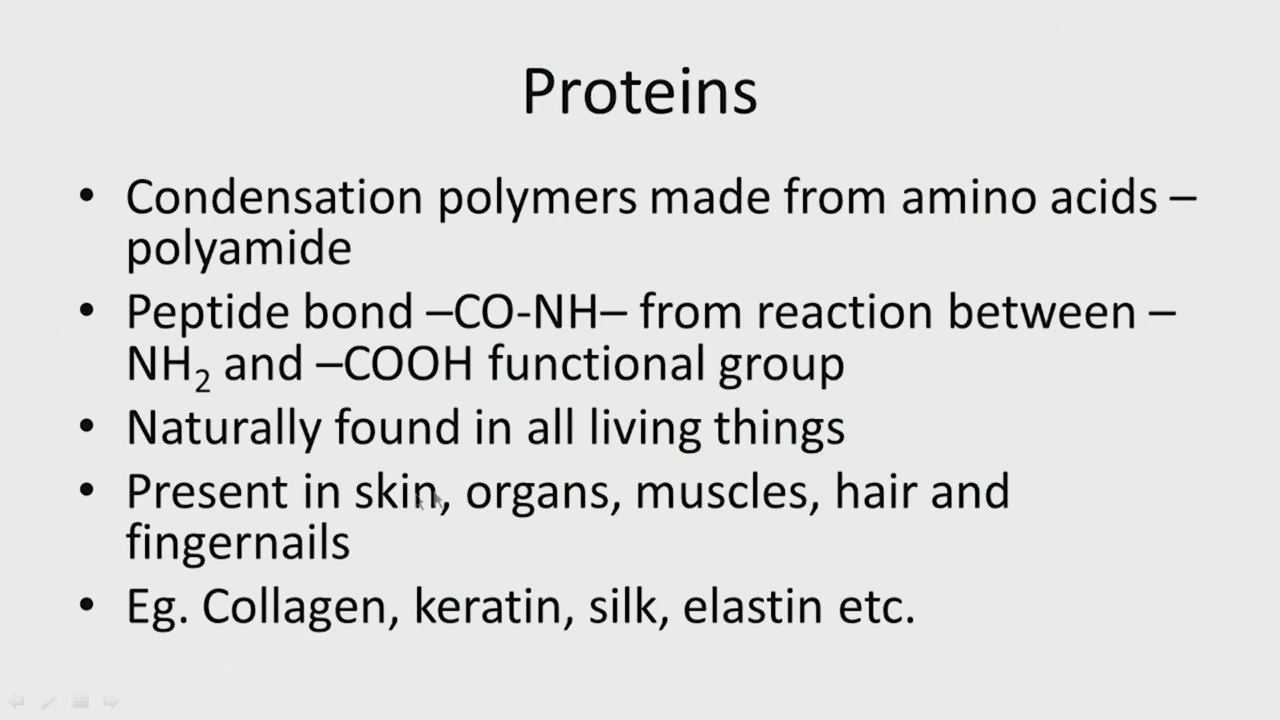 Proteins
• Condensation polymers made from amino acids –
polyamide
• Peptide bond –CO-NH– from reaction between –
NH₂ and –COOH functional group
• Naturally found in all living things
• Present in skin, organs, muscles, hair and
fingernails
• Eg. Collagen, keratin, silk, elastin etc.